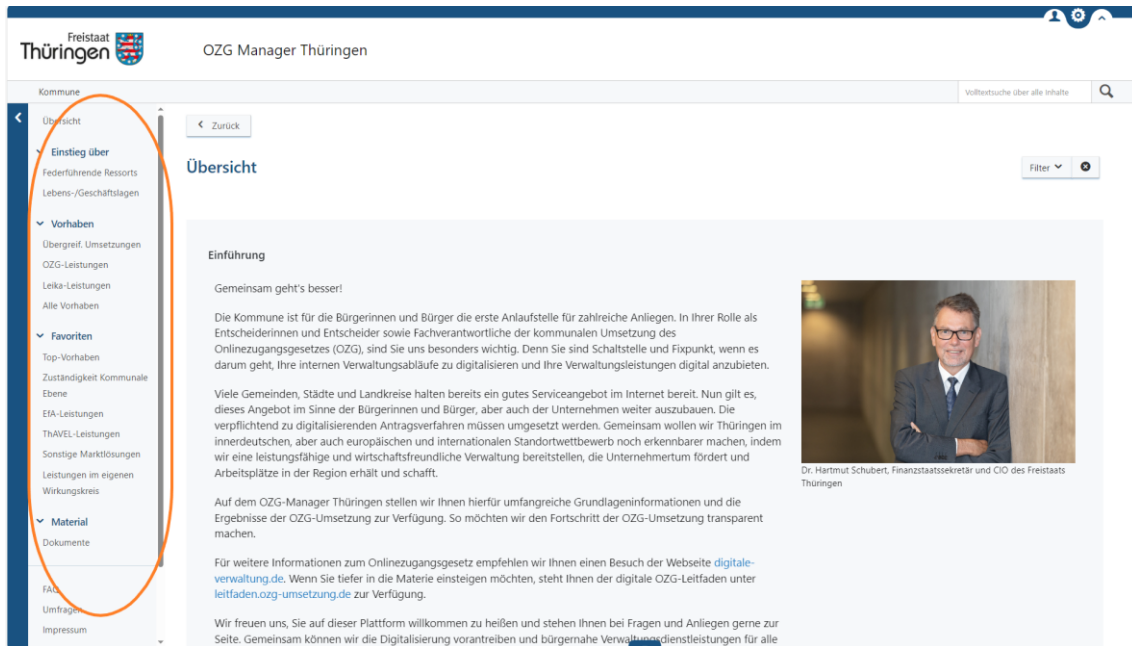 Freistaat
Thüringen
OZG Manager Thüringen
Kommune
Volltextsuche über alle Inhalte
Übersicht
Einstieg über
Federführende Ressorts
Lebens-/Geschäftslagen
Vorhaben
Übergreif. Umsetzungen
OZG-Leistungen
Leika-Leistungen
Alle Vorhaben
Favoriten
Top-Vorhaben
Zuständigkeit Kommunale
Ebene
EfA-Leistungen
ThAVEL-Leistungen
Sonstige Marktlösungen
Leistungen im eigenen
Wirkungskreis
Material
Dokumente
FAQ
Umfragen
Impressum
Zurück
Übersicht
Filter
Einführung
Gemeinsam geht's besser!
Die Kommune ist für die Bürgerinnen und Bürger die erste Anlaufstelle für zahlreiche Anliegen. In Ihrer Rolle als
Entscheiderinnen und Entscheider sowie Fachverantwortliche der kommunalen Umsetzung des
Onlinezugangsgesetzes (OZG), sind Sie uns besonders wichtig. Denn Sie sind Schaltstelle und Fixpunkt, wenn es
darum geht, Ihre internen Verwaltungsabläufe zu digitalisieren und Ihre Verwaltungsleistungen digital anzubieten.
Viele Gemeinden, Städte und Landkreise halten bereits ein gutes Serviceangebot im Internet bereit. Nun gilt es,
dieses Angebot im Sinne der Bürgerinnen und Bürger, aber auch der Unternehmen weiter auszubauen. Die
verpflichtend zu digitalisierenden Antragsverfahren müssen umgesetzt werden. Gemeinsam wollen wir Thüringen im
innerdeutschen, aber auch europäischen und internationalen Standortwettbewerb noch erkennbarer machen, indem
wir eine leistungsfähige und wirtschaftsfreundliche Verwaltung bereitstellen, die Unternehmertum fördert und
Arbeitsplätze in der Region erhält und schafft.
Auf dem OZG-Manager Thüringen stellen wir Ihnen hierfür umfangreiche Grundlageninformationen und die
Ergebnisse der OZG-Umsetzung zur Verfügung. So möchten wir den Fortschritt der OZG-Umsetzung transparent
machen.
Für weitere Informationen zum Onlinezugangsgesetz empfehlen wir Ihnen einen Besuch der Webseite digitale-
verwaltung.de. Wenn Sie tiefer in die Materie einsteigen möchten, steht Ihnen der digitale OZG-Leitfaden unter
leitfaden.ozg-umsetzung.de zur Verfügung.
Wir freuen uns, Sie auf dieser Plattform willkommen zu heißen und stehen Ihnen bei Fragen und Anliegen gerne zur
Seite. Gemeinsam können wir die Digitalisierung vorantreiben und bürgernahe Verwaltungsdienstleistungen für alle
Dr. Hartmut Schubert, Finanzstaatssekretär und CIO des Freistaats
Thüringen